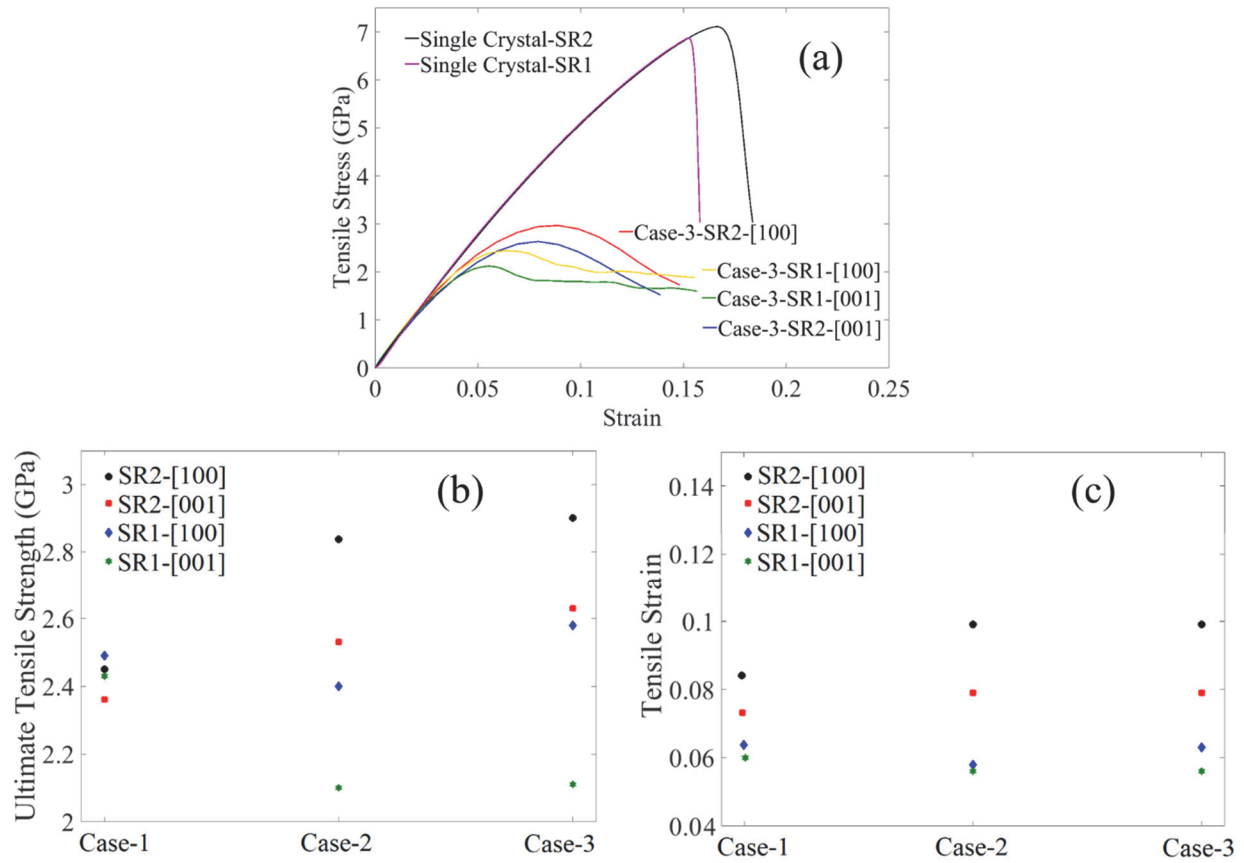 7
6
5
4
3
2
1
0
Tensile Stress (GPa)
Single Crystal-SR2
Single Crystal-SR1
(a)
Case-3-SR2-[100]
Case-3-SR1-[100]
Case-3-SR1-[001]
Case-3-SR2-[001]
0 0.05 0.1 0.15 0.2 0.25
Strain
3
2.8
2.6
2.4
2.2
2
Ultimate Tensile Strength (GPa)
SR2-[100]
SR2-[001]
SR1-[100]
SR1-[001]
(b)
Case-1 Case-2 Case-3
0.14
0.12
0.1
0.08
0.06
0.04
Tensile Strain
SR2-[100]
SR2-[001]
SR1-[100]
SR1-[001]
(c)
Case-1 Case-2 Case-3